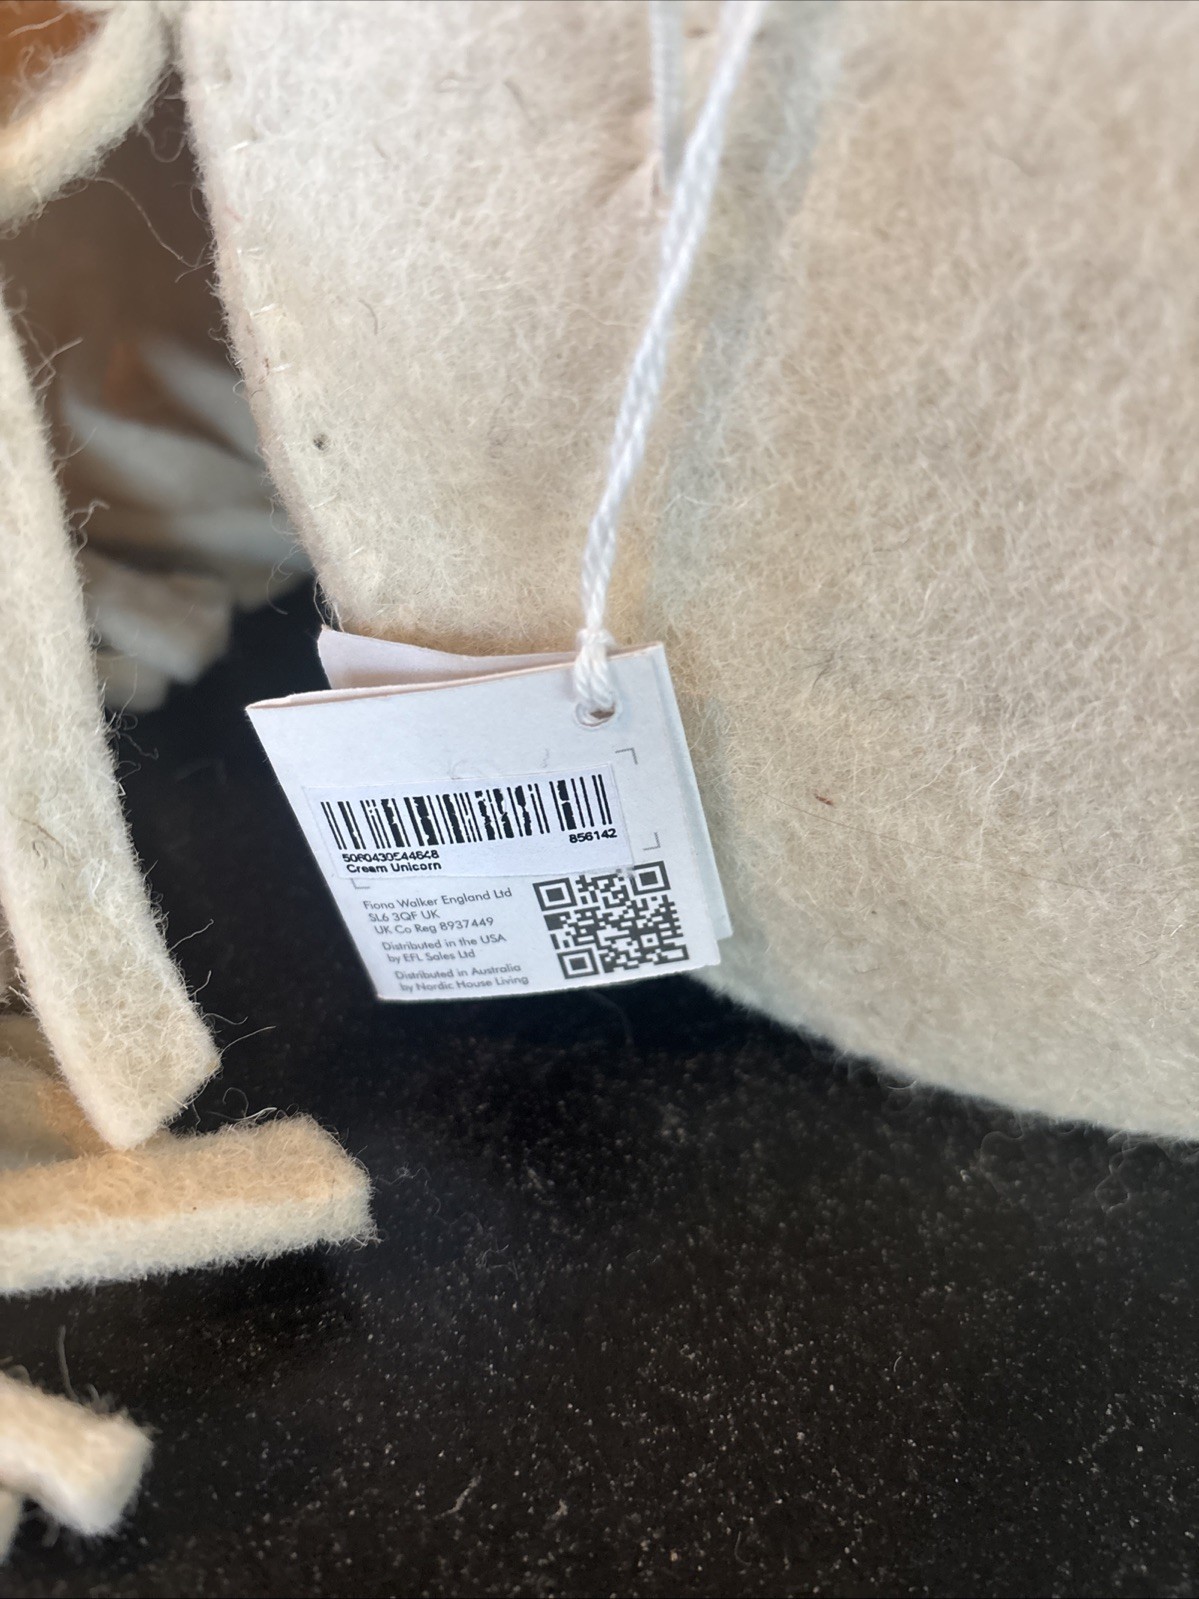 856142
Cream Unicorn
Fiona Walker England Ltd
SL6 3QF UK
UK Co Reg 8937449
Distributed in the USA
by EFL Sales Ltd
Distributed in Australia
by Nordic House Living